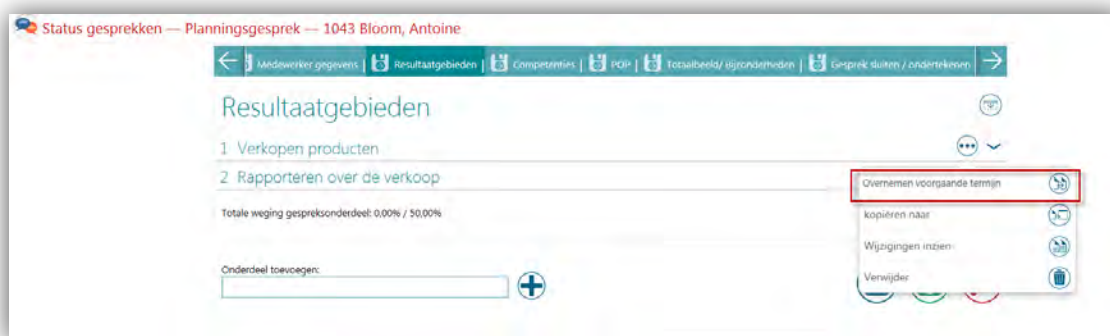 Status gesprekken — Planningsgesprek — 1043 Bloom, Antoine
Medewerker gegevens | Resultaatgebieden | Competenties | POP | Totaalbeeld/ Bijzonderheden | Gesprek sluiten / ondertekenen
Resultaatgebieden
1 Verkopen producten
2 Rapporteren over de verkoop
Overnemen voorgaande termijn
Totale weging gespreksonderdeel: 0,00% / 50,00%
kopiëren naar
Wijzigingen inzien
Onderdeel toevoegen:
Verwijder